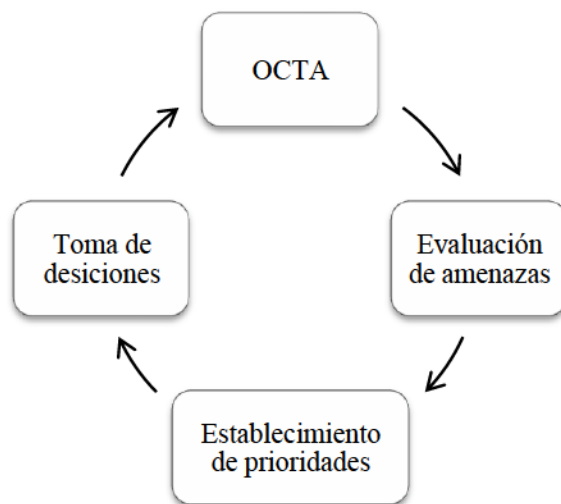 OCTA
Evaluación
de amenazas
Establecimiento
de prioridades
Toma de
desiciones